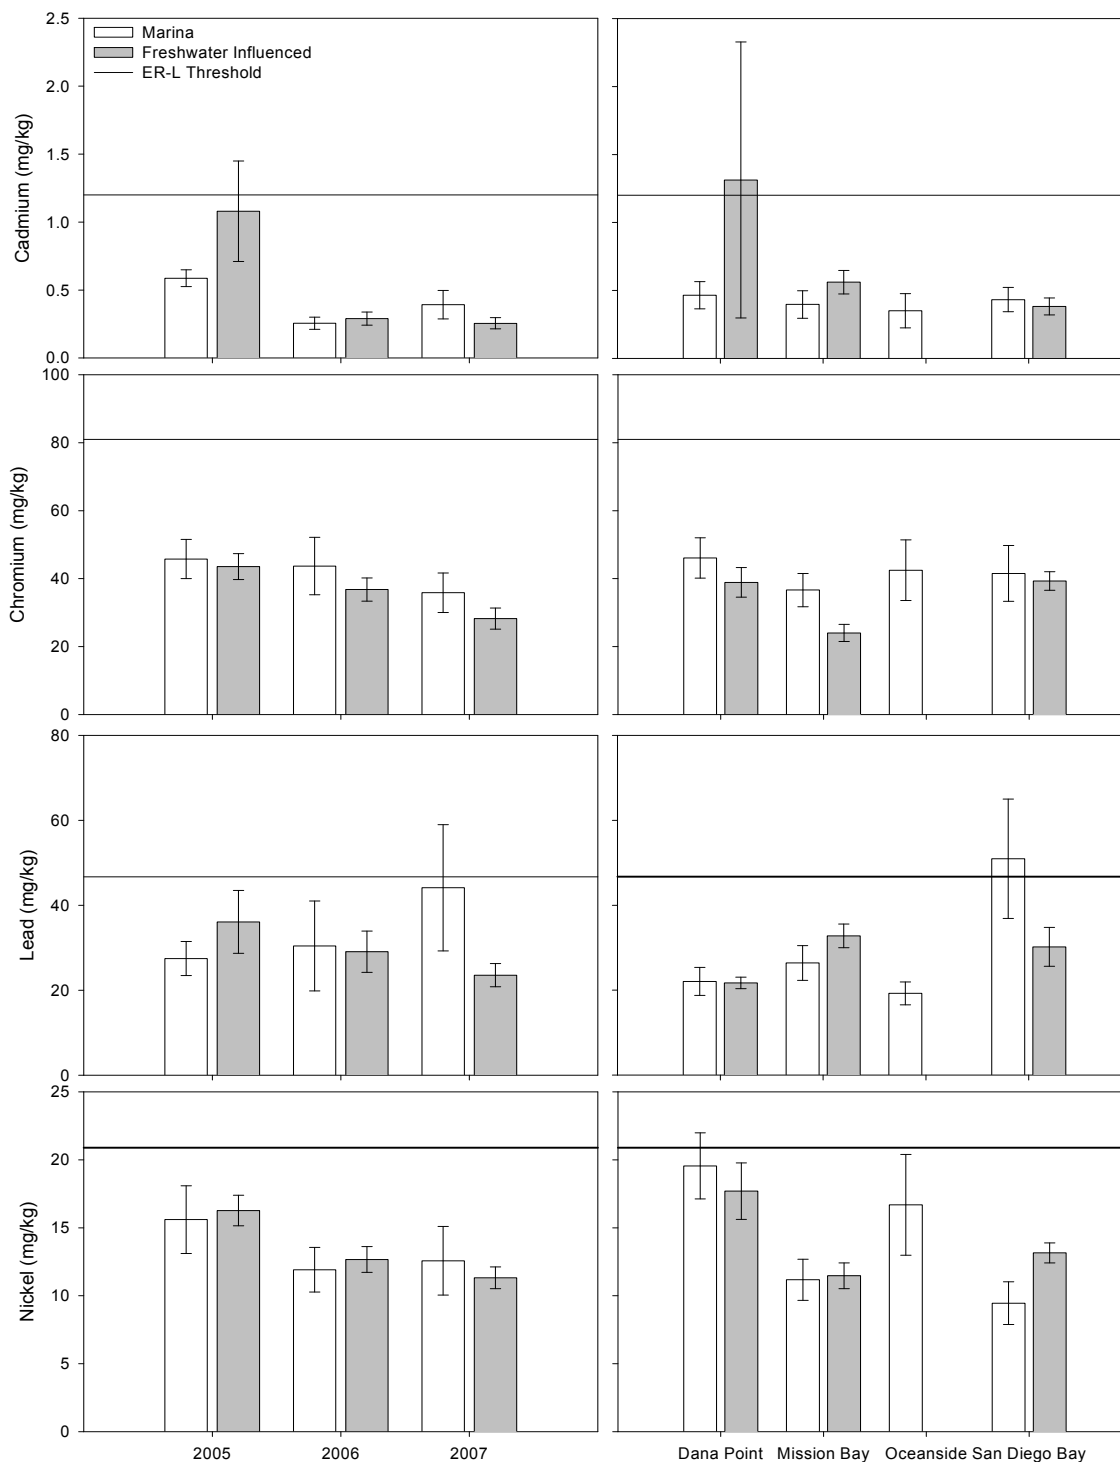 2.5
2.0
1.5
1.0
0.5
0.0
Cadmium (mg/kg)
Marina
Freshwater Influenced
ER-L Threshold
100
80
60
40
20
0
Chromium (mg/kg)
80
60
40
20
0
Lead (mg/kg)
25
20
15
10
5
0
Nickel (mg/kg)
2005 2006 2007 Dana Point Mission Bay Oceanside San Diego Bay